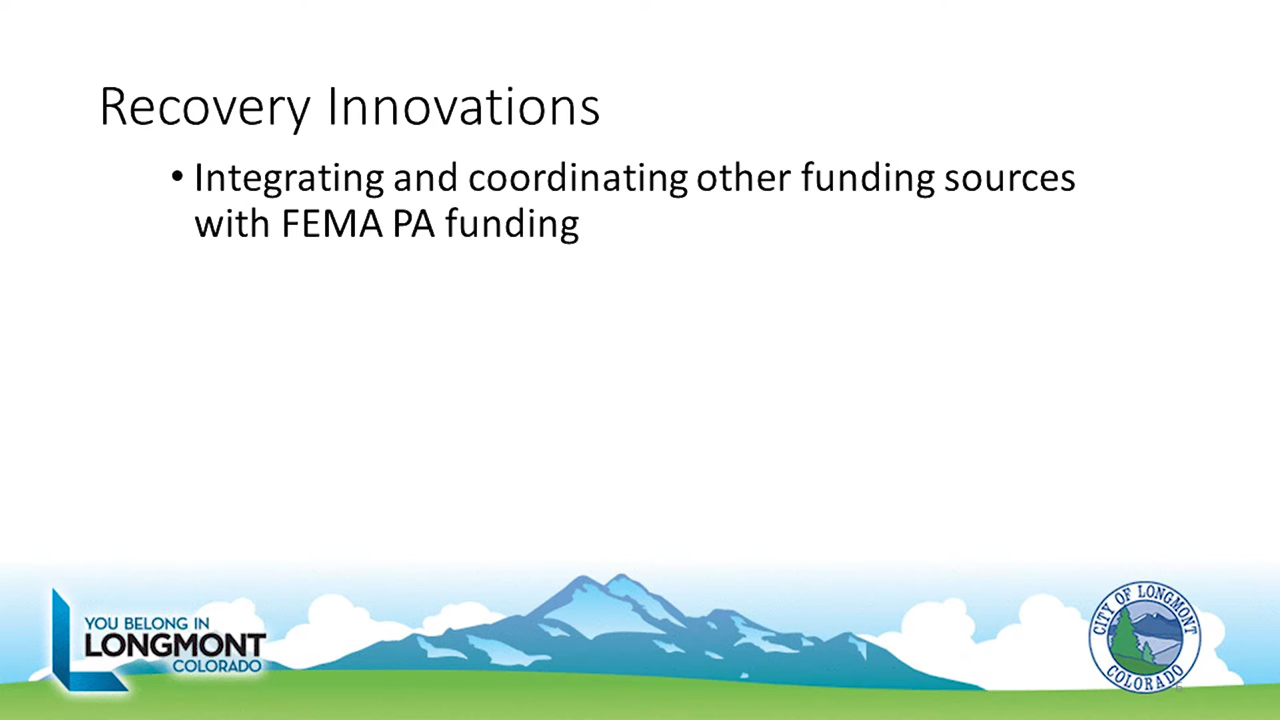 Recovery Innovations
• Integrating and coordinating other funding sources
with FEMA PA funding
YOU BELONG IN
LONGMONT
COLORADO
CITY OF LONGMONT
COLORADO